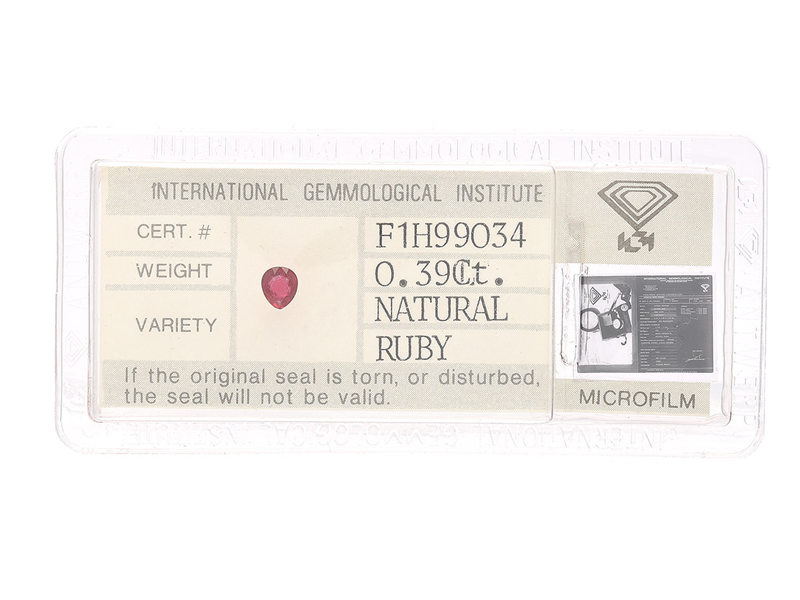 INTERNATIONAL GEMMOLOGICAL INSTITUTE
INTERNATIONAL GEMMOLOGICAL INSTITUTE
CERT. # F1H99034
WEIGHT 0.39Ct.
VARIETY NATURAL
RUBY
If the original seal is torn, or disturbed,
the seal will not be valid.
IGI
MICROFILM